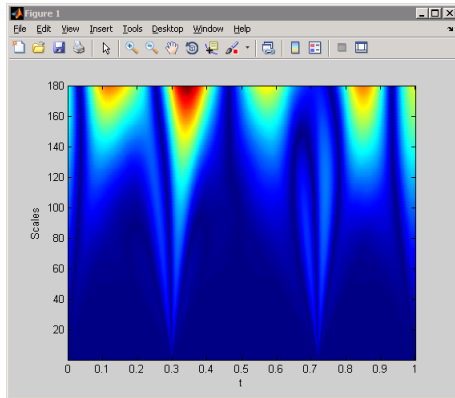 Figure 1
File Edit View Insert Tools Desktop Window Help
180
160
140
120
100
80
60
40
20
Scales
0 0.1 0.2 0.3 0.4 0.5 0.6 0.7 0.8 0.9 1
t